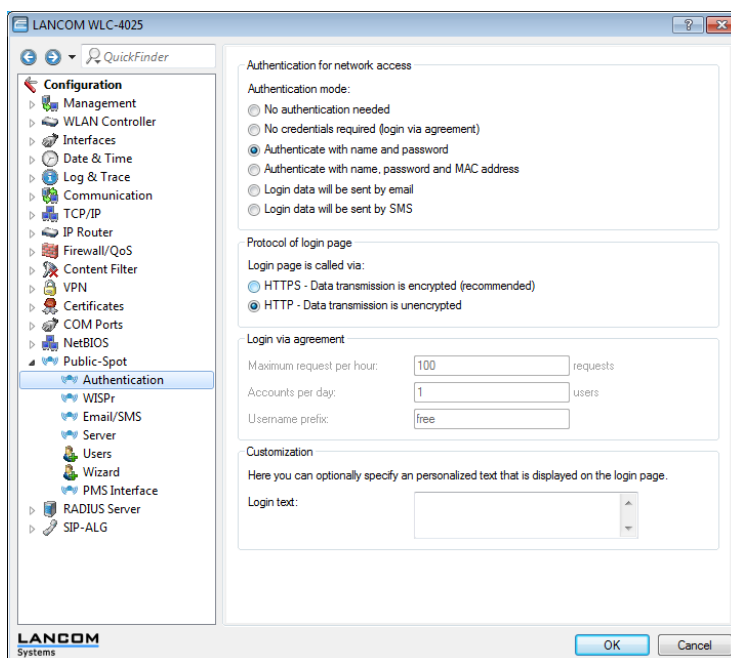 LANCOM WLC-4025
QuickFinder
Configuration
Management
WLAN Controller
Interfaces
Date & Time
Log & Trace
Communication
TCP/IP
IP Router
Firewall/QoS
Content Filter
VPN
Certificates
COM Ports
NetBIOS
Public-Spot
Authentication
WISPr
Email/SMS
Server
Users
Wizard
PMS Interface
RADIUS Server
SIP-ALG
Authentication for network access
Authentication mode:
No authentication needed
No credentials required (login via agreement)
Authenticate with name and password
Authenticate with name, password and MAC address
Login data will be sent by email
Login data will be sent by SMS
Protocol of login page
Login page is called via:
HTTPS - Data transmission is encrypted (recommended)
HTTP - Data transmission is unencrypted
Login via agreement
Maximum request per hour: 100 requests
Accounts per day: 1 users
Username prefix: free
Customization
Here you can optionally specify an personalized text that is displayed on the login page.
Login text:
LANCOM
Systems
OK Cancel